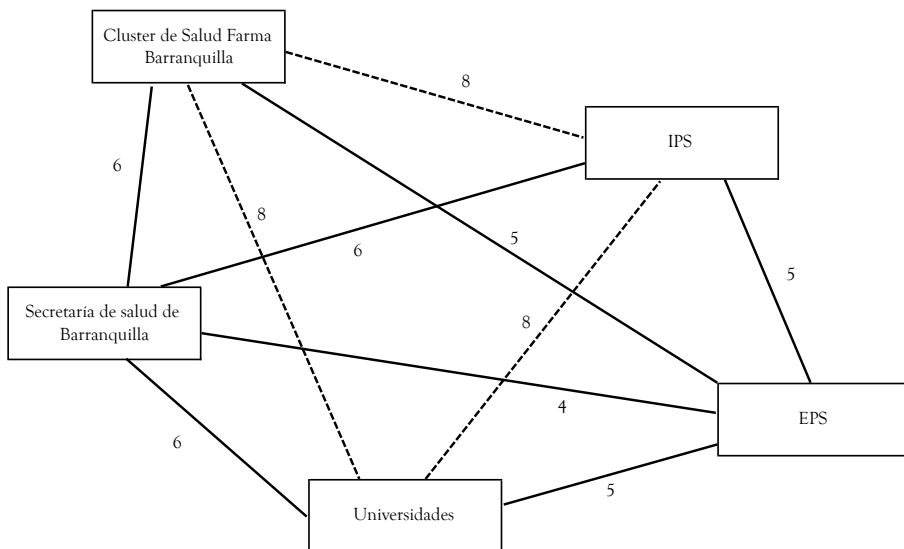 Cluster de Salud Farma
Barranquilla
8
IPS
6
8
6
5
5
Secretaría de salud de
Barranquilla
8
4
EPS
6
5
Universidades